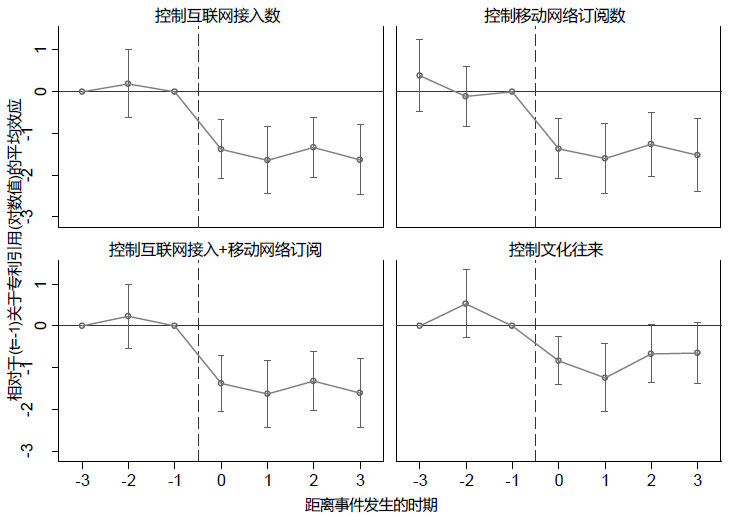 控制互联网接入数
控制移动网络订阅数
1
0
-1
-2
-3
控制互联网接入+移动网络订阅
控制文化往来
1
0
-1
-2
-3
-3 -2 -1 0 1 2 3
-3 -2 -1 0 1 2 3
相对于(t=-1)关于专利引用(对数值)的平均效应
距离事件发生的时期